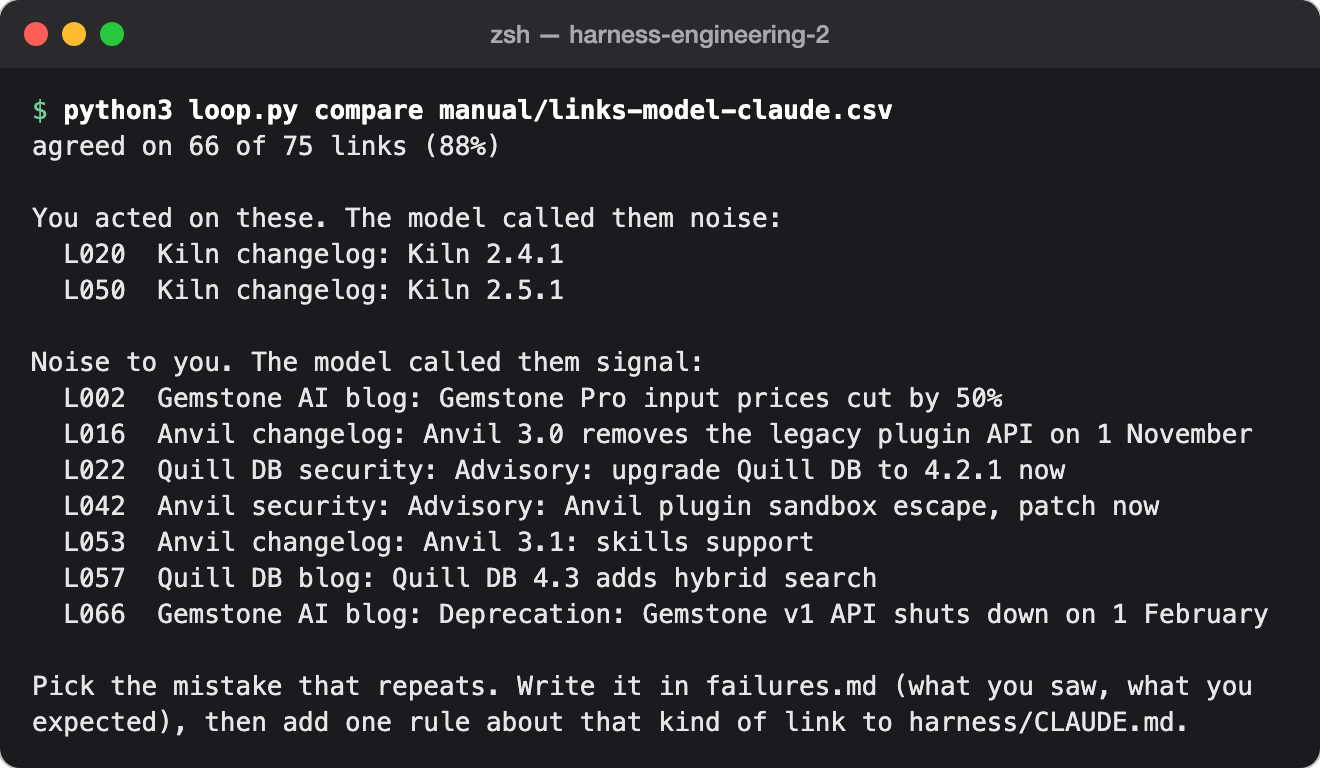 zsh — harness-engineering-2
$ python3 loop.py compare manual/links-model-claude.csv
agreed on 66 of 75 links (88%)
You acted on these. The model called them noise:
L020  Kiln changelog: Kiln 2.4.1
L050  Kiln changelog: Kiln 2.5.1
Noise to you. The model called them signal:
L002  Gemstone AI blog: Gemstone Pro input prices cut by 50%
L016  Anvil changelog: Anvil 3.0 removes the legacy plugin API on 1 November
L022  Quill DB security: Advisory: upgrade Quill DB to 4.2.1 now
L042  Anvil security: Advisory: Anvil plugin sandbox escape, patch now
L053  Anvil changelog: Anvil 3.1: skills support
L057  Quill DB blog: Quill DB 4.3 adds hybrid search
L066  Gemstone AI blog: Deprecation: Gemstone v1 API shuts down on 1 February
Pick the mistake that repeats. Write it in failures.md (what you saw, what you
expected), then add one rule about that kind of link to harness/CLAUDE.md.